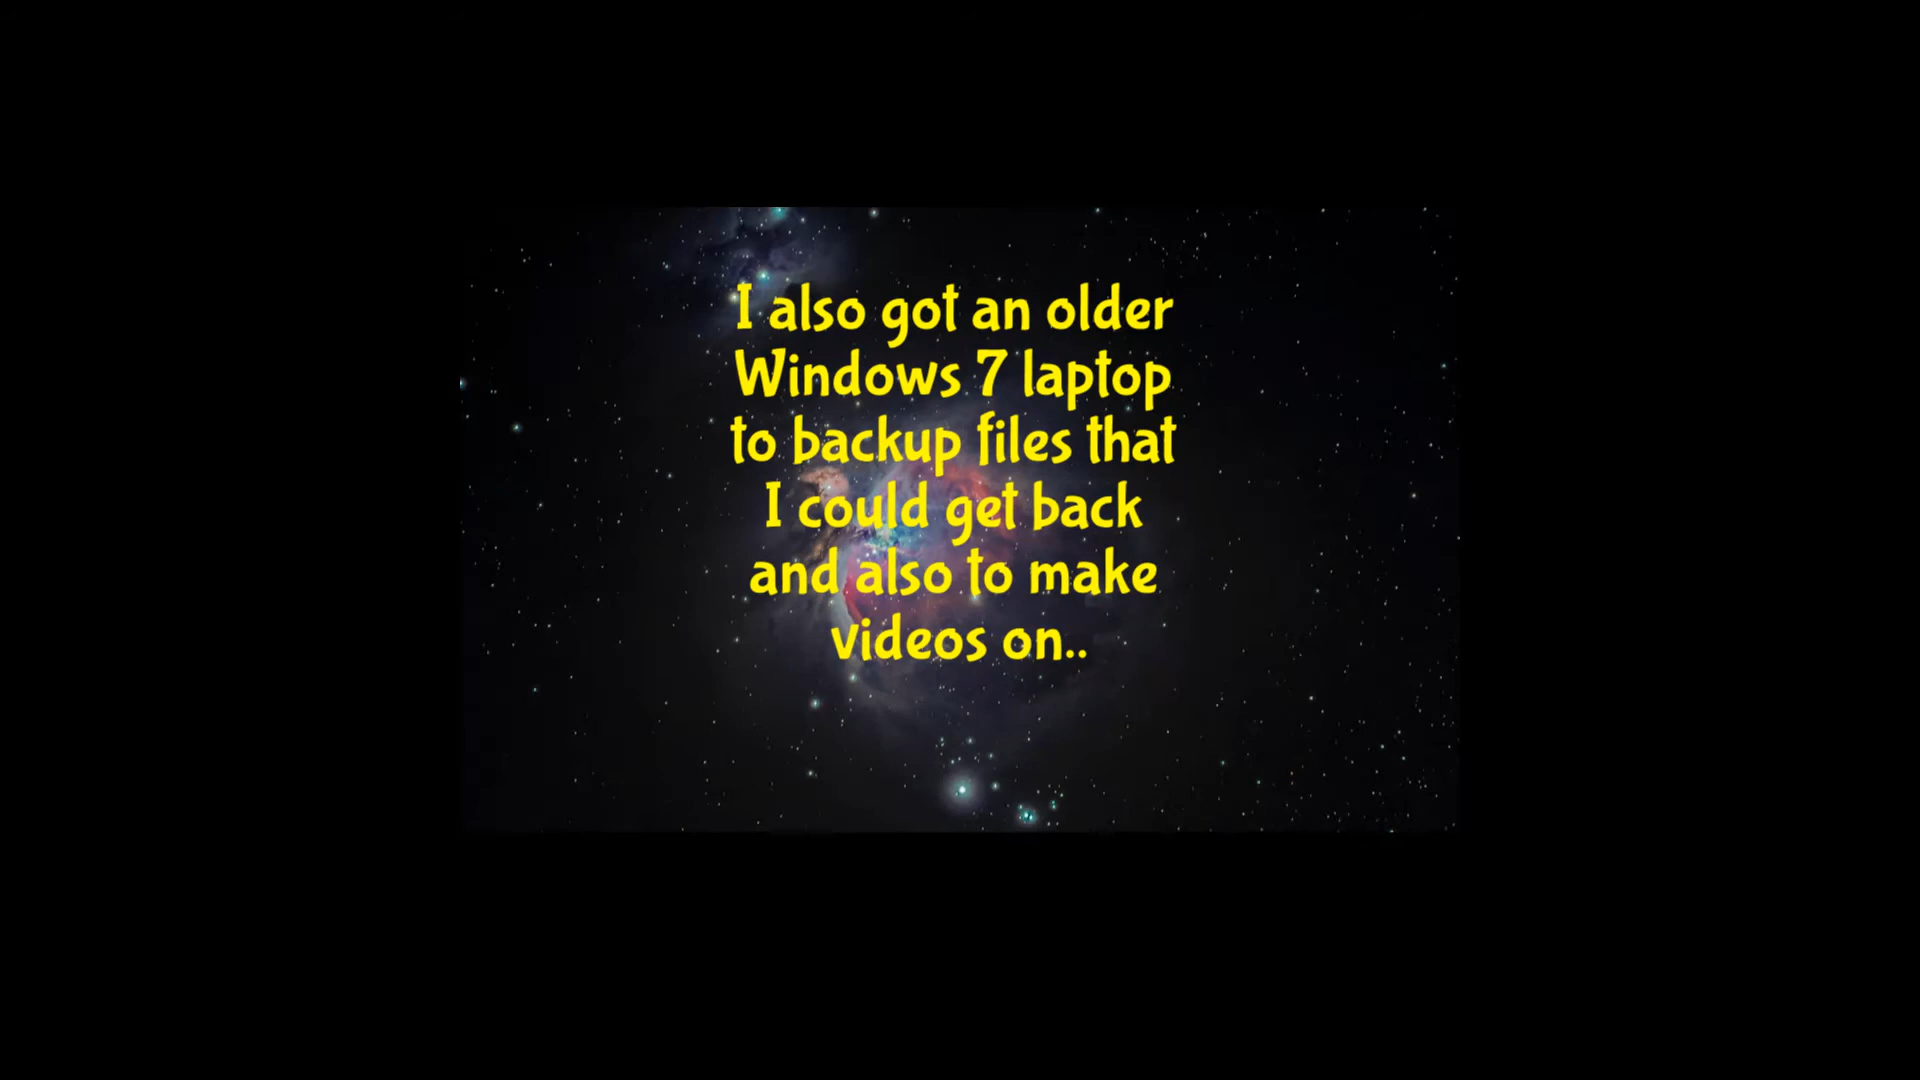 I also got an older
Windows 7 laptop
to backup files that
I could get back
and also to make
videos on..